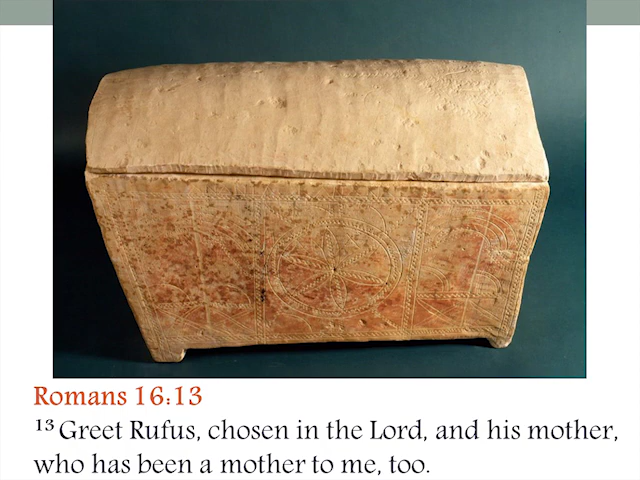 Romans 16:13
¹³ Greet Rufus, chosen in the Lord, and his mother,
who has been a mother to me, too.